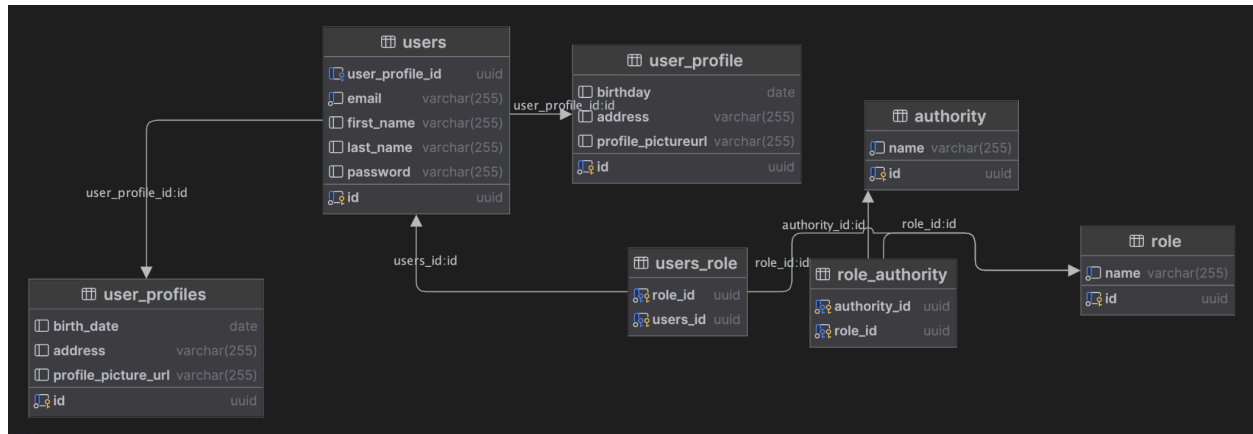 users
user_profile_id uuid
email varchar(255)
first_name varchar(255)
last_name varchar(255)
password varchar(255)
id uuid
user_profile_id:id
user_profile
birthday date
address varchar(255)
profile_pictureurl varchar(255)
id uuid
authority
name varchar(255)
id uuid
user_profile_id:id
users_id:id
authority_id:id
role_id:id
role_id:id
users_role
role_id uuid
users_id uuid
role_authority
authority_id uuid
role_id uuid
role
name varchar(255)
id uuid
user_profiles
birth_date date
address varchar(255)
profile_picture_url varchar(255)
id uuid